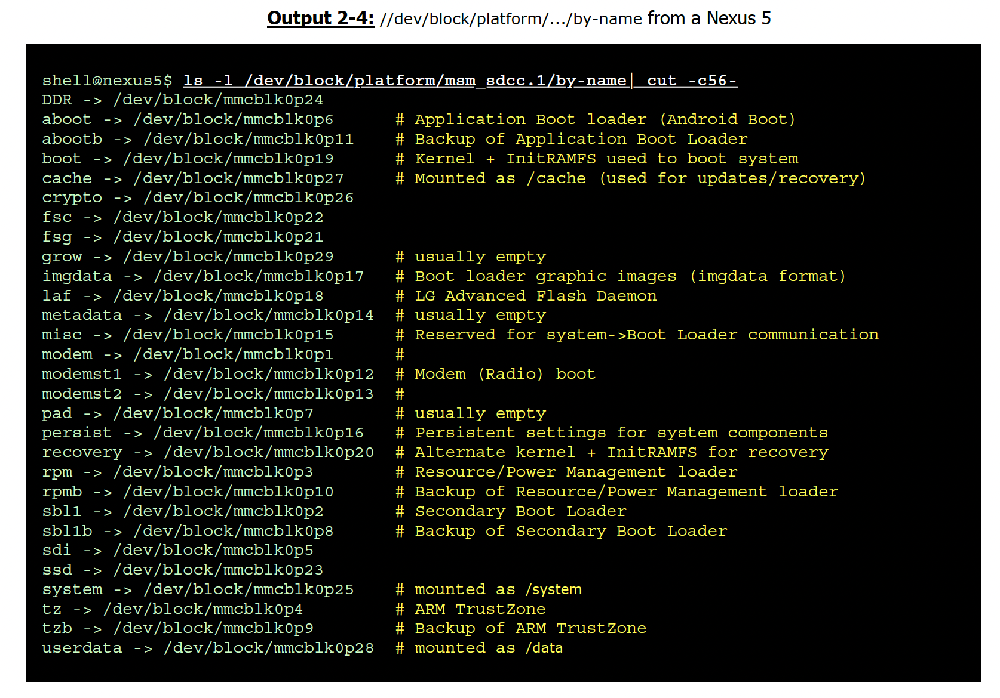 Output 2-4: //dev/block/platform/.../by-name from a Nexus 5
shell@nexus5$ ls -l /dev/block/platform/msm_sdcc.1/by-name| cut -c56-
DDR -> /dev/block/mmcblk0p24
aboot -> /dev/block/mmcblk0p6 # Application Boot loader (Android Boot)
abootb -> /dev/block/mmcblk0p11 # Backup of Application Boot Loader
boot -> /dev/block/mmcblk0p19 # Kernel + InitRAMFS used to boot system
cache -> /dev/block/mmcblk0p27 # Mounted as /cache (used for updates/recovery)
crypto -> /dev/block/mmcblk0p26
fsc -> /dev/block/mmcblk0p22
fsg -> /dev/block/mmcblk0p21
grow -> /dev/block/mmcblk0p29 # usually empty
imgdata -> /dev/block/mmcblk0p17 # Boot loader graphic images (imgdata format)
laf -> /dev/block/mmcblk0p18 # LG Advanced Flash Daemon
metadata -> /dev/block/mmcblk0p14 # usually empty
misc -> /dev/block/mmcblk0p15 # Reserved for system->Boot Loader communication
modem -> /dev/block/mmcblk0p1 #
modemst1 -> /dev/block/mmcblk0p12 # Modem (Radio) boot
modemst2 -> /dev/block/mmcblk0p13 #
pad -> /dev/block/mmcblk0p7 # usually empty
persist -> /dev/block/mmcblk0p16 # Persistent settings for system components
recovery -> /dev/block/mmcblk0p20 # Alternate kernel + InitRAMFS for recovery
rpm -> /dev/block/mmcblk0p3 # Resource/Power Management loader
rpmb -> /dev/block/mmcblk0p10 # Backup of Resource/Power Management loader
sbl1 -> /dev/block/mmcblk0p2 # Secondary Boot Loader
sbl1b -> /dev/block/mmcblk0p8 # Backup of Secondary Boot Loader
sdi -> /dev/block/mmcblk0p5
ssd -> /dev/block/mmcblk0p23
system -> /dev/block/mmcblk0p25 # mounted as /system
tz -> /dev/block/mmcblk0p4 # ARM TrustZone
tzb -> /dev/block/mmcblk0p9 # Backup of ARM TrustZone
userdata -> /dev/block/mmcblk0p28 # mounted as /data